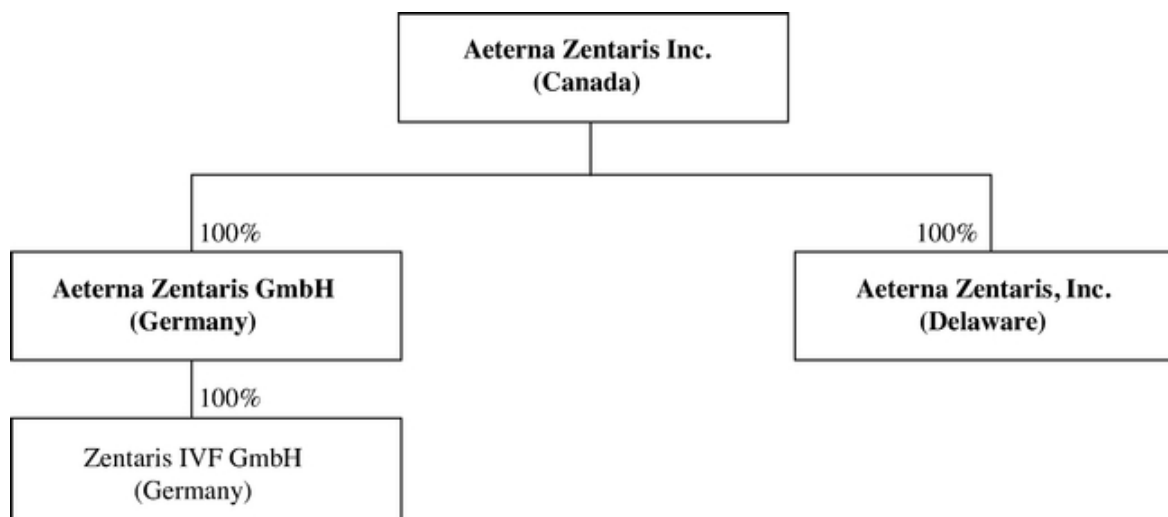 Aeterna Zentaris Inc.
(Canada)
100%
100%
Aeterna Zentaris GmbH
(Germany)
Aeterna Zentaris, Inc.
(Delaware)
100%
Zentaris IVF GmbH
(Germany)